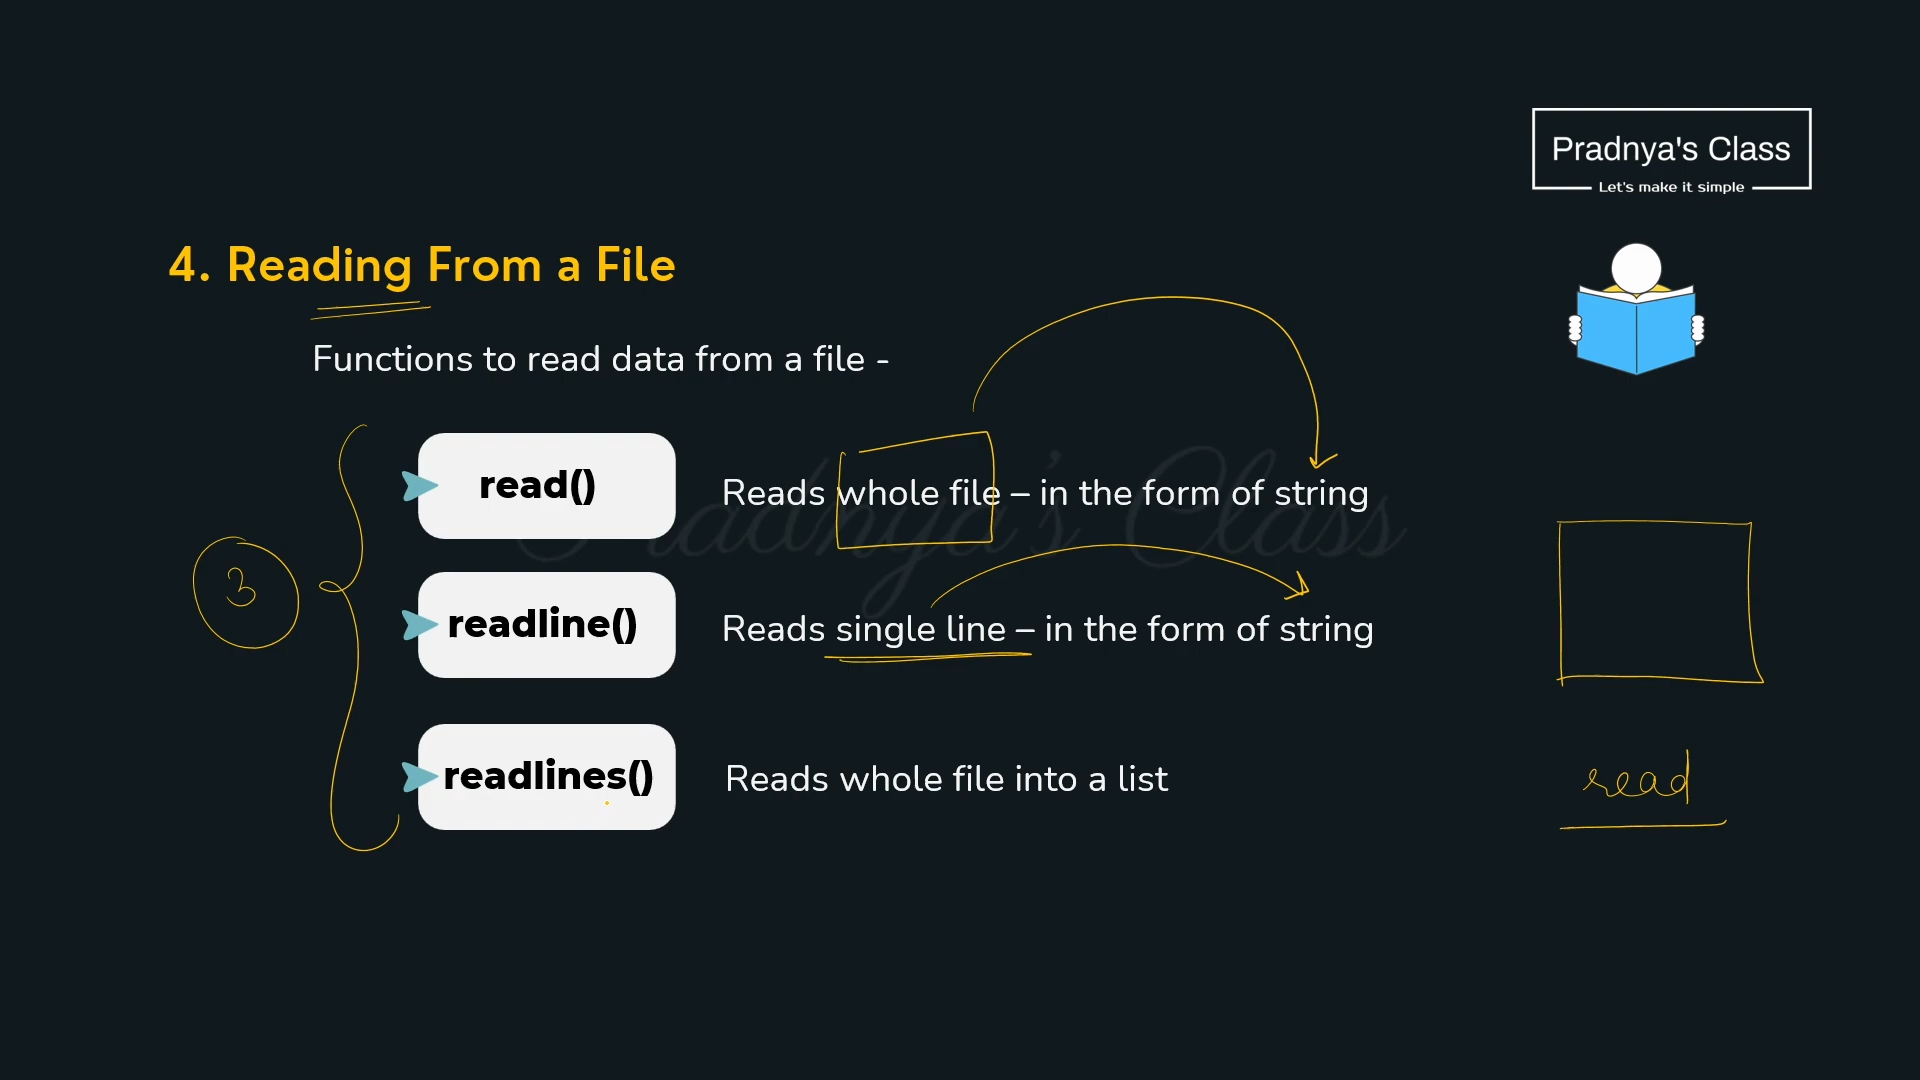 Pradnya's Class
Let's make it simple
4. Reading From a File
Functions to read data from a file -
read()
Reads whole file – in the form of string
Pradnya's Class
3
readline()
Reads single line – in the form of string
readlines()
Reads whole file into a list
read